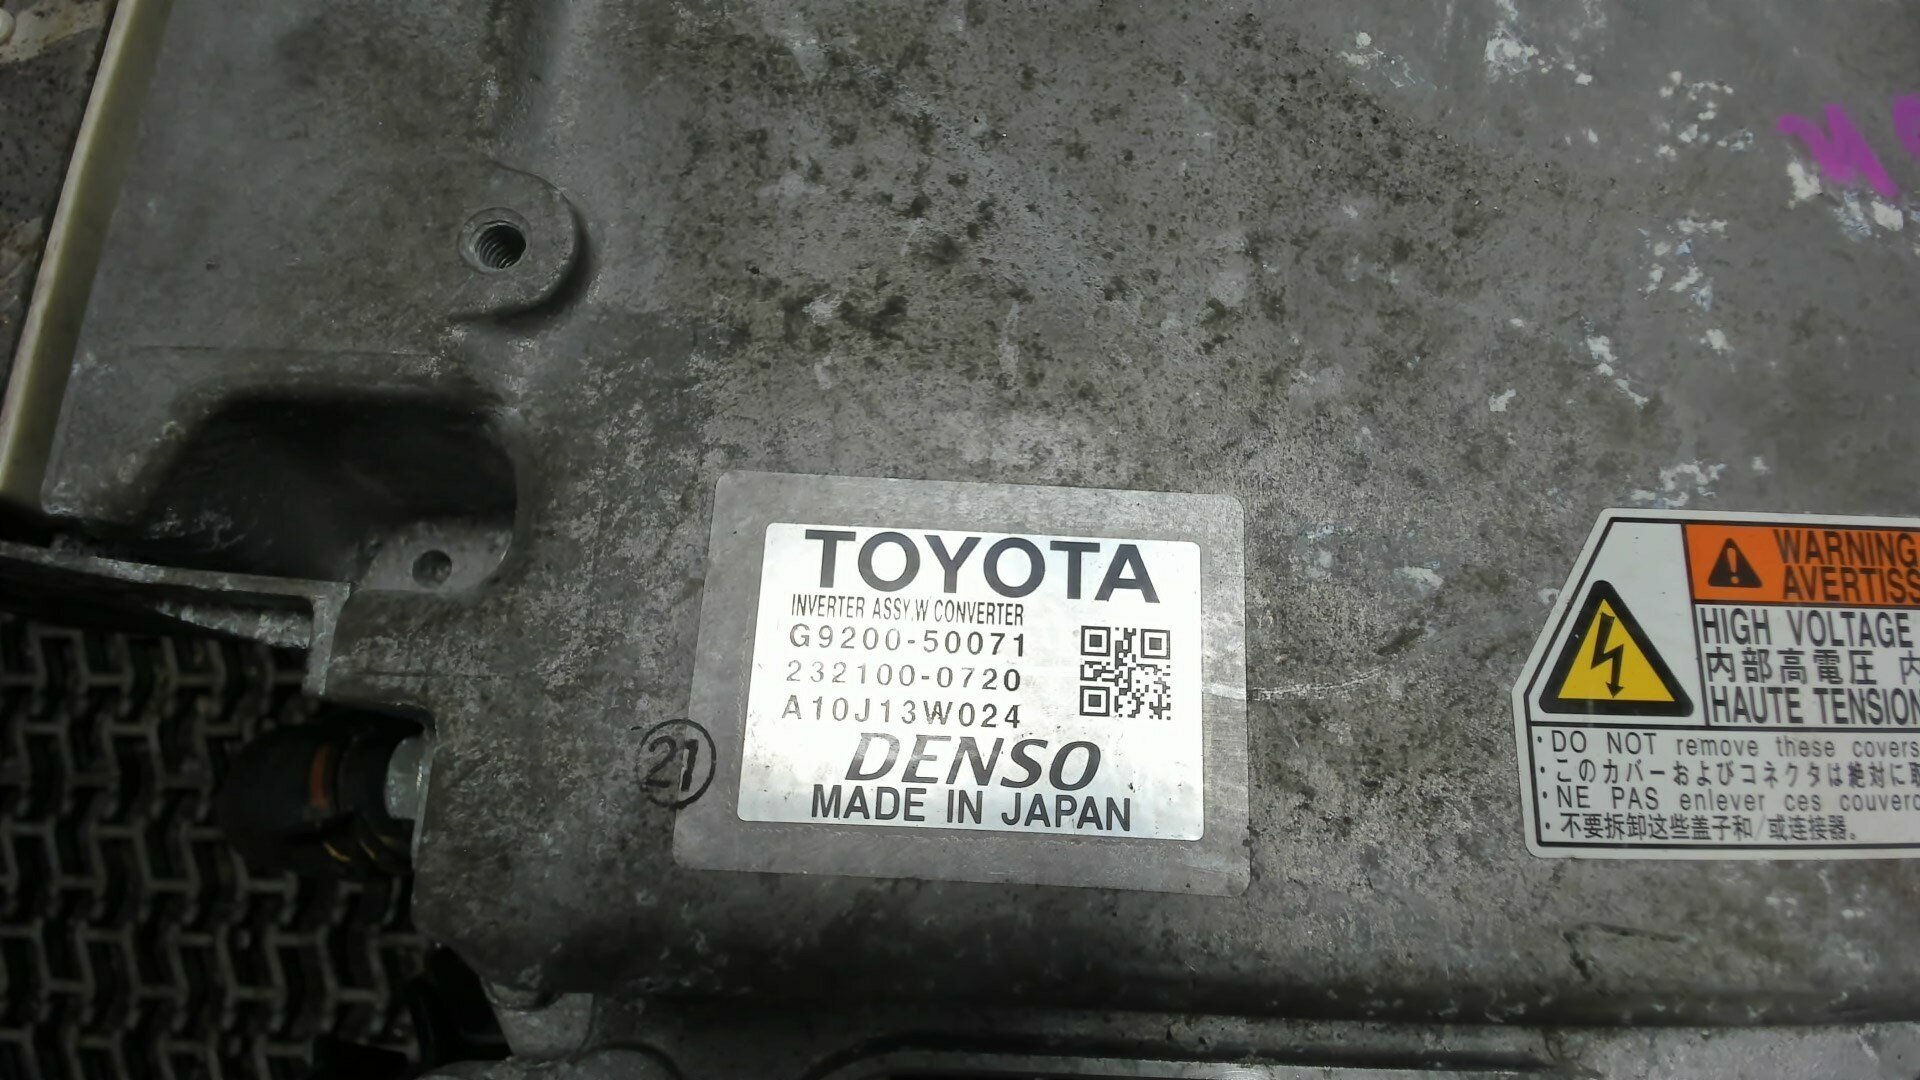 TOYOTA
INVERTER ASSY.W CONVERTER
G9200-50071
232100-0720
A10J13W024
DENSO
MADE IN JAPAN
21
WARNING
AVERTISS
HIGH VOLTAGE
内部高電圧 内
HAUTE TENSION
・DO NOT remove these covers
・このカバーおよびコネクタは絶対に取
・NE PAS enlever ces couverc
・不要拆卸这些盖子和/或连接器。